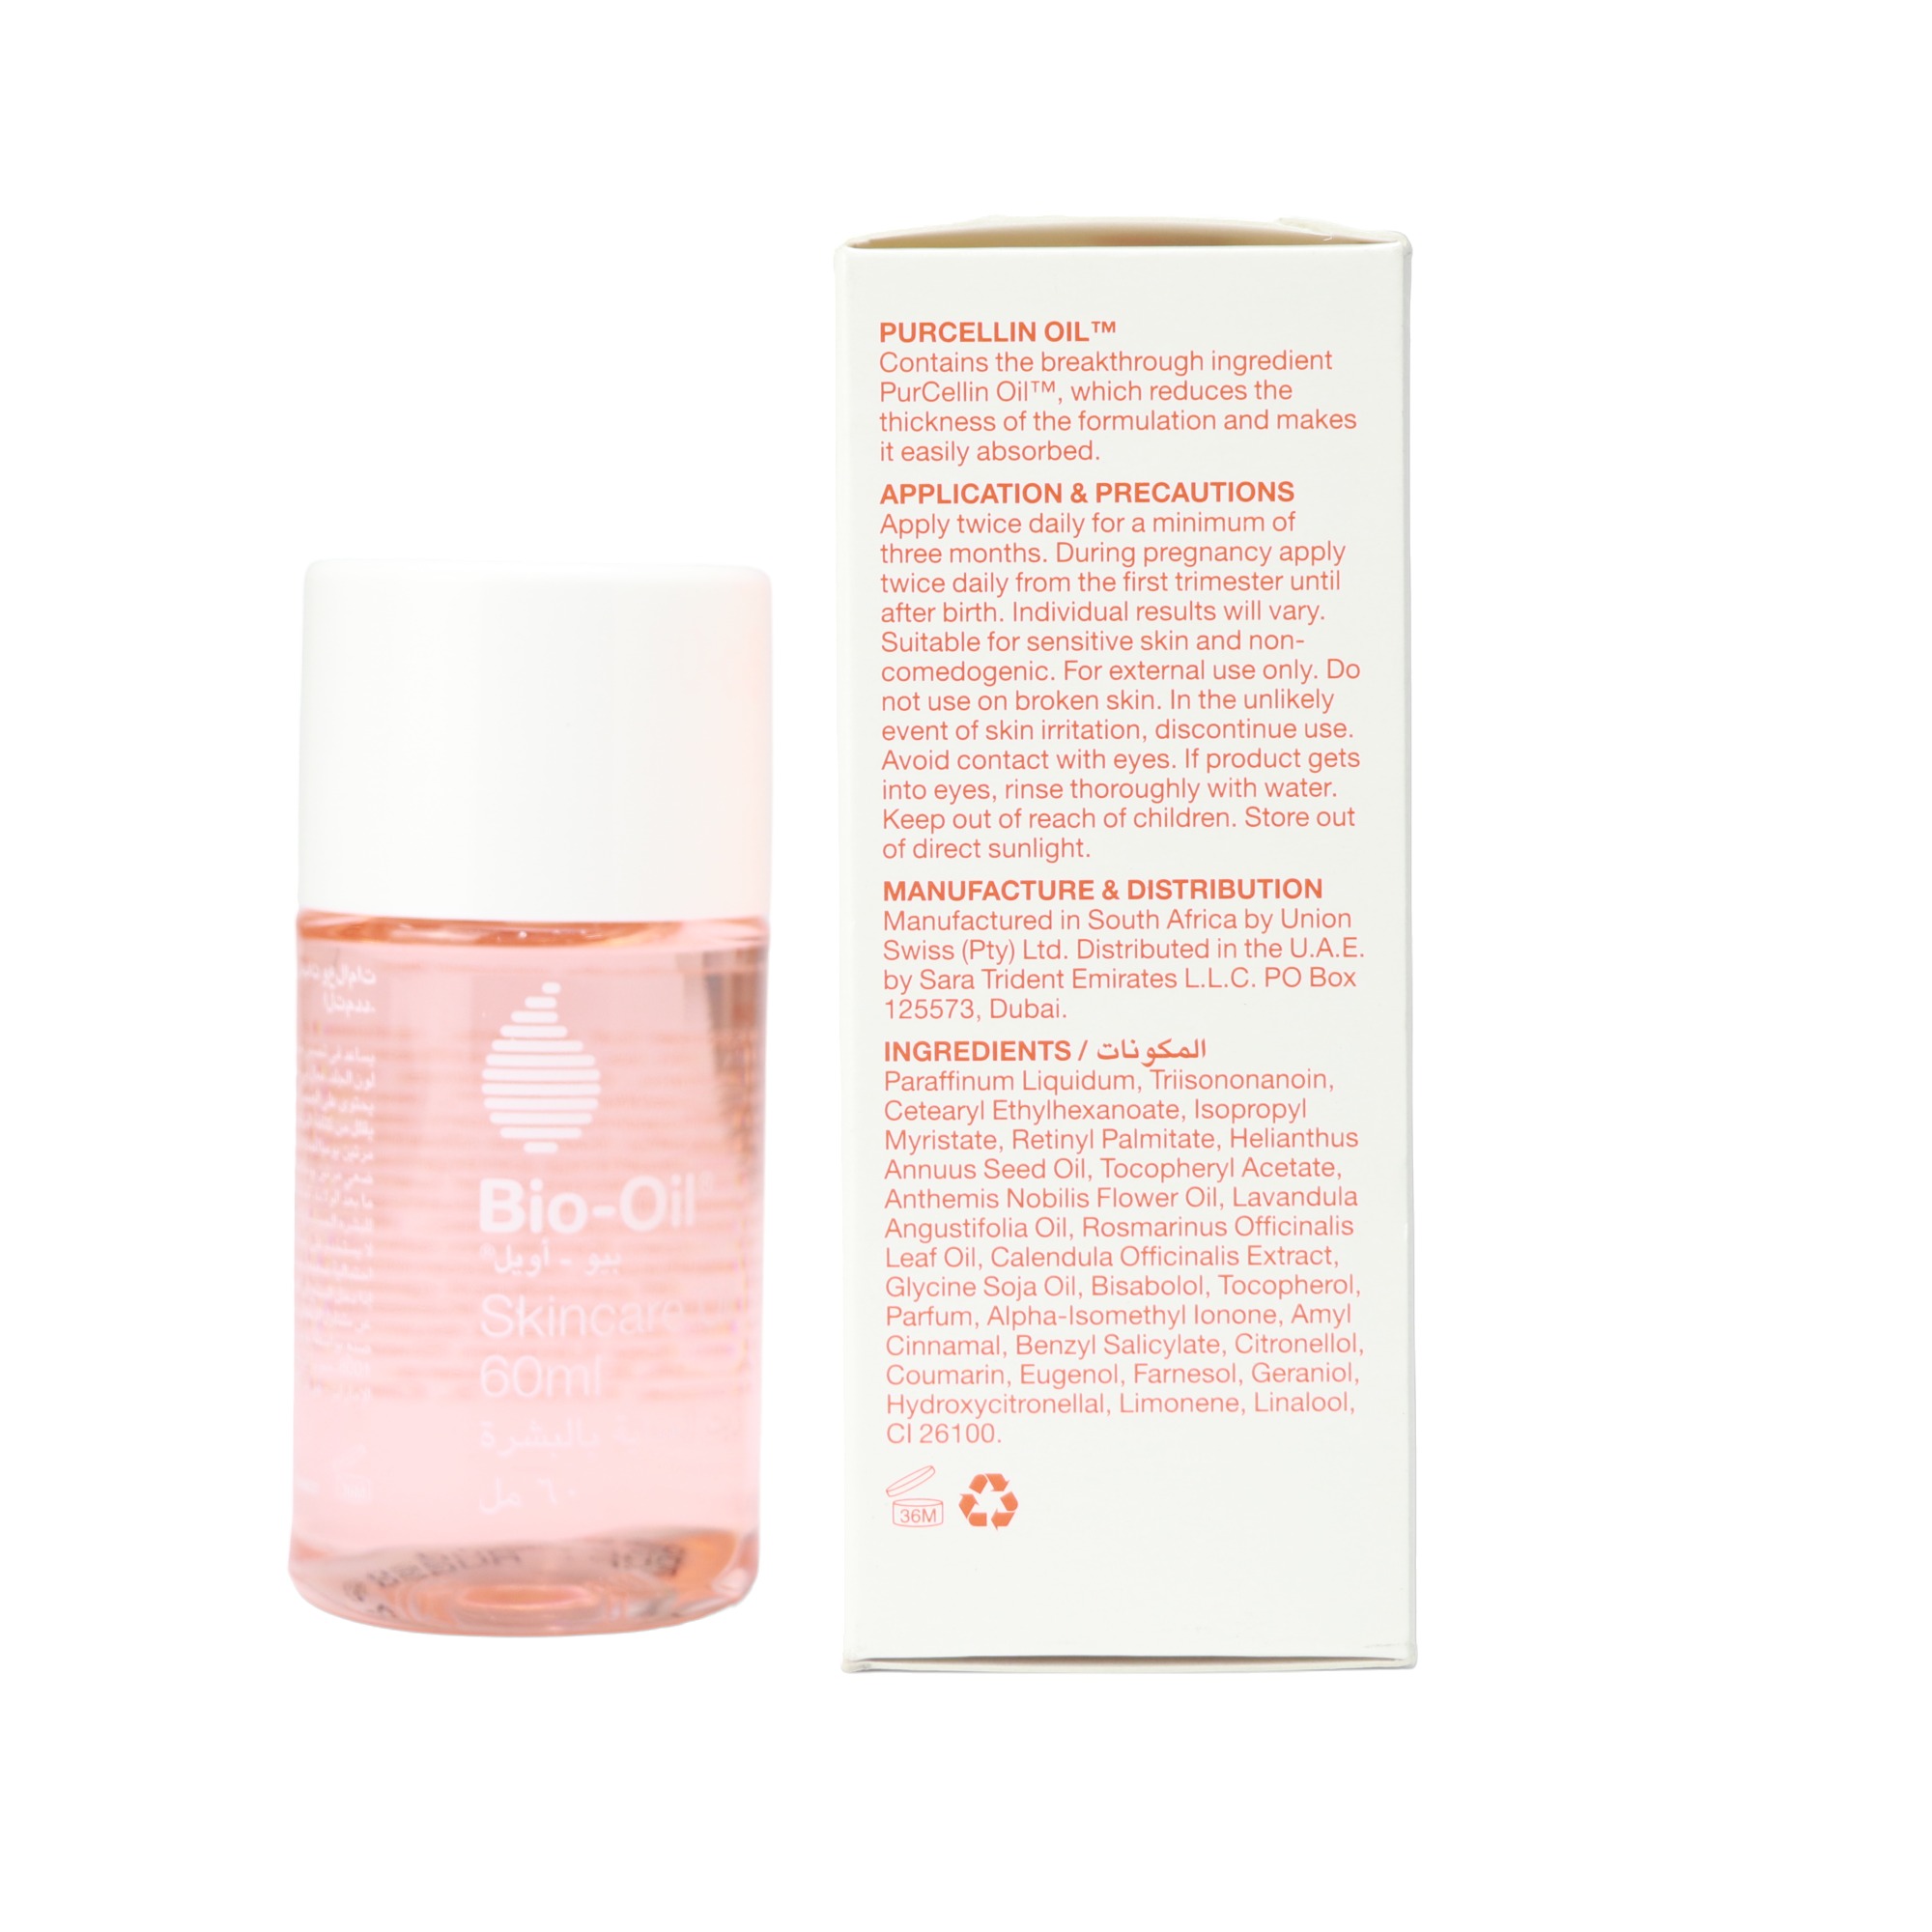 Bio-Oil®
بيو - أويل®
Skincare
60ml
بالبشرة
٦٠ مل
PURCELLIN OIL™
Contains the breakthrough ingredient
PurCellin Oil™, which reduces the
thickness of the formulation and makes
it easily absorbed.
APPLICATION & PRECAUTIONS
Apply twice daily for a minimum of
three months. During pregnancy apply
twice daily from the first trimester until
after birth. Individual results will vary.
Suitable for sensitive skin and non-
comedogenic. For external use only. Do
not use on broken skin. In the unlikely
event of skin irritation, discontinue use.
Avoid contact with eyes. If product gets
into eyes, rinse thoroughly with water.
Keep out of reach of children. Store out
of direct sunlight.
MANUFACTURE & DISTRIBUTION
Manufactured in South Africa by Union
Swiss (Pty) Ltd. Distributed in the U.A.E.
by Sara Trident Emirates L.L.C. PO Box
125573, Dubai.
INGREDIENTS / المكونات
Paraffinum Liquidum, Triisononanoin,
Cetearyl Ethylhexanoate, Isopropyl
Myristate, Retinyl Palmitate, Helianthus
Annuus Seed Oil, Tocopheryl Acetate,
Anthemis Nobilis Flower Oil, Lavandula
Angustifolia Oil, Rosmarinus Officinalis
Leaf Oil, Calendula Officinalis Extract,
Glycine Soja Oil, Bisabolol, Tocopherol,
Parfum, Alpha-Isomethyl Ionone, Amyl
Cinnamal, Benzyl Salicylate, Citronellol,
Coumarin, Eugenol, Farnesol, Geraniol,
Hydroxycitronellal, Limonene, Linalool,
CI 26100.
36M